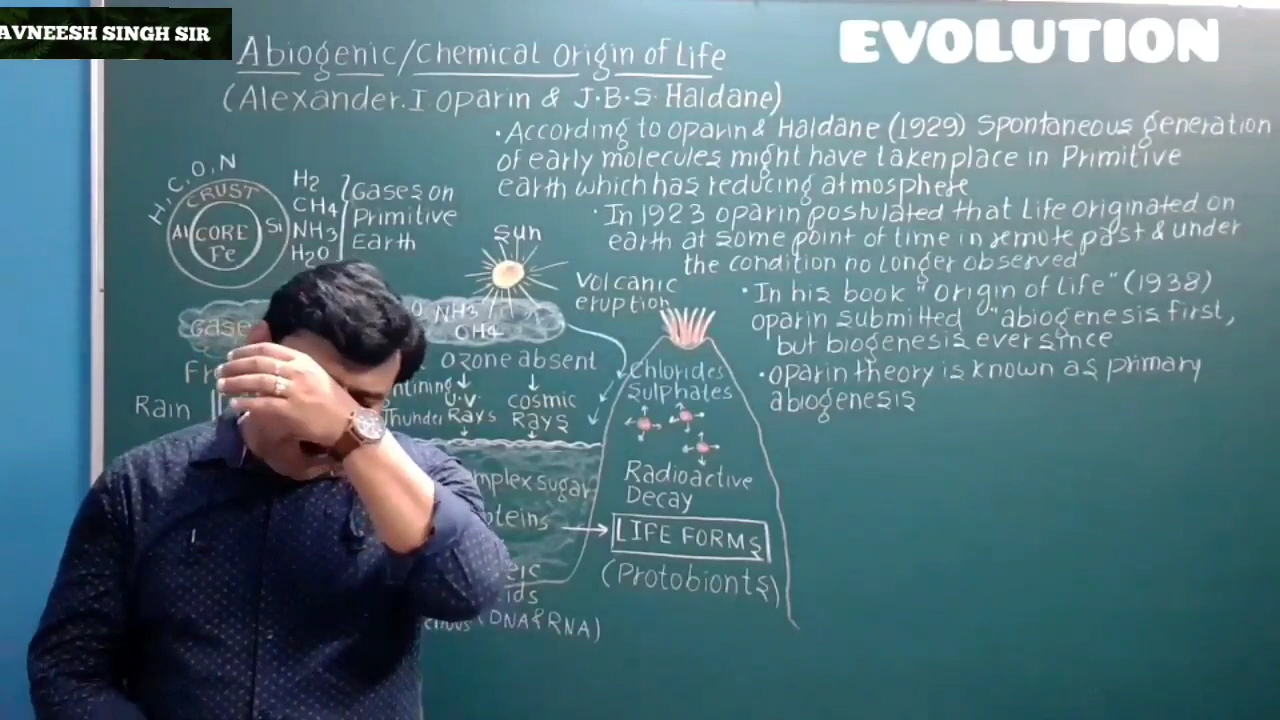 AVNEESH SINGH SIR
EVOLUTION
Abiogenic/Chemical Origin of Life
(Alexander.I oparin & J.B.S. Haldane)
• According to oparin & Haldane (1929) Spontaneous generation
of early molecules might have taken place in Primitive
earth which has reducing atmosphere
• In 1923 oparin postulated that Life originated on
earth at some point of time in remote past & under
the condition no longer observed
• In his book "origin of life" (1938)
oparin submitted "abiogenesis first,
but biogenesis ever since
• oparin theory is known as primary
abiogenesis
H, C, O, N
CRUST
Al
CORE
Fe
Si
H2
CH4
NH3
H2O
Gases on
Primitive
Earth
sun
volcanic
eruption
NH3
CH4
ozone absent
Rain
Thunder
U.V.
Rays
cosmic
Rays
Chlorides
Sulphates
Radioactive
Decay
sugar
LIFE FORMS
(Protobionts)
(DNA & RNA)